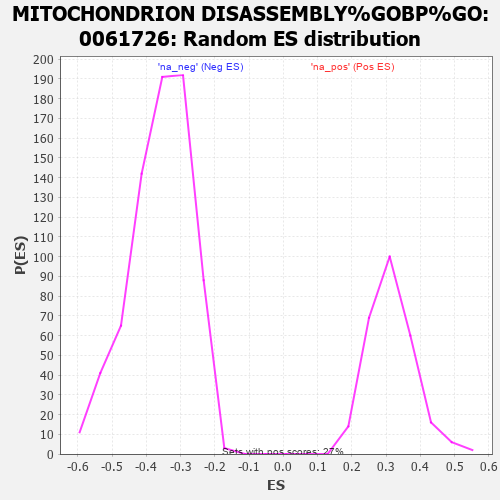 MITOCHONDRION DISASSEMBLY%GOBP%GO:
0061726: Random ES distribution
'na_neg' (Neg ES)
'na_pos' (Pos ES)
200
190
180
170
160
150
140
130
120
110
100
90
80
70
60
50
40
30
20
10
0
P(ES)
Sets with pos scores: 27%
-0.6 -0.5 -0.4 -0.3 -0.2 -0.1 0.0 0.1 0.2 0.3 0.4 0.5 0.6
ES